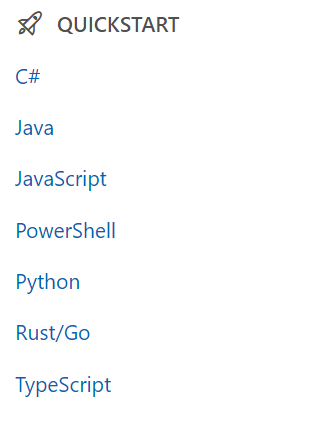 QUICKSTART
C#
Java
JavaScript
PowerShell
Python
Rust/Go
TypeScript